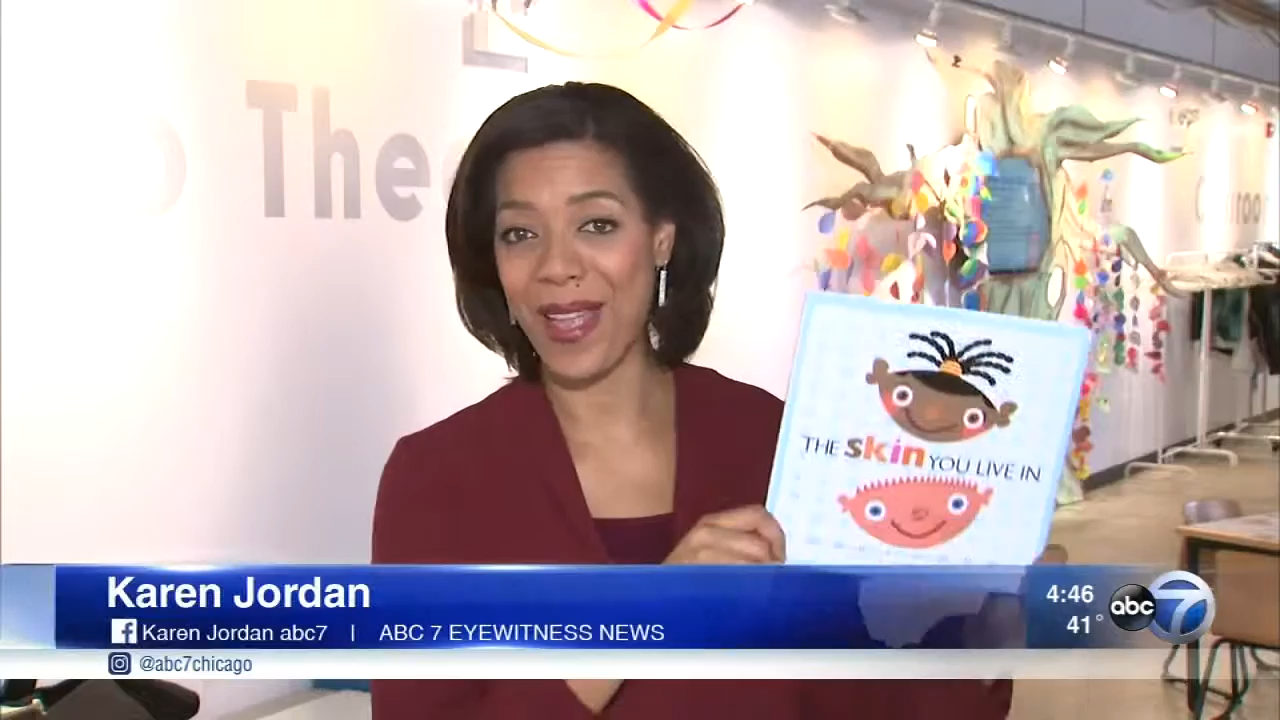 The
THE skin YOU LIVE IN
Karen Jordan
Karen Jordan abc7 | ABC 7 EYEWITNESS NEWS
@abc7chicago
4:46
41°
abc 7